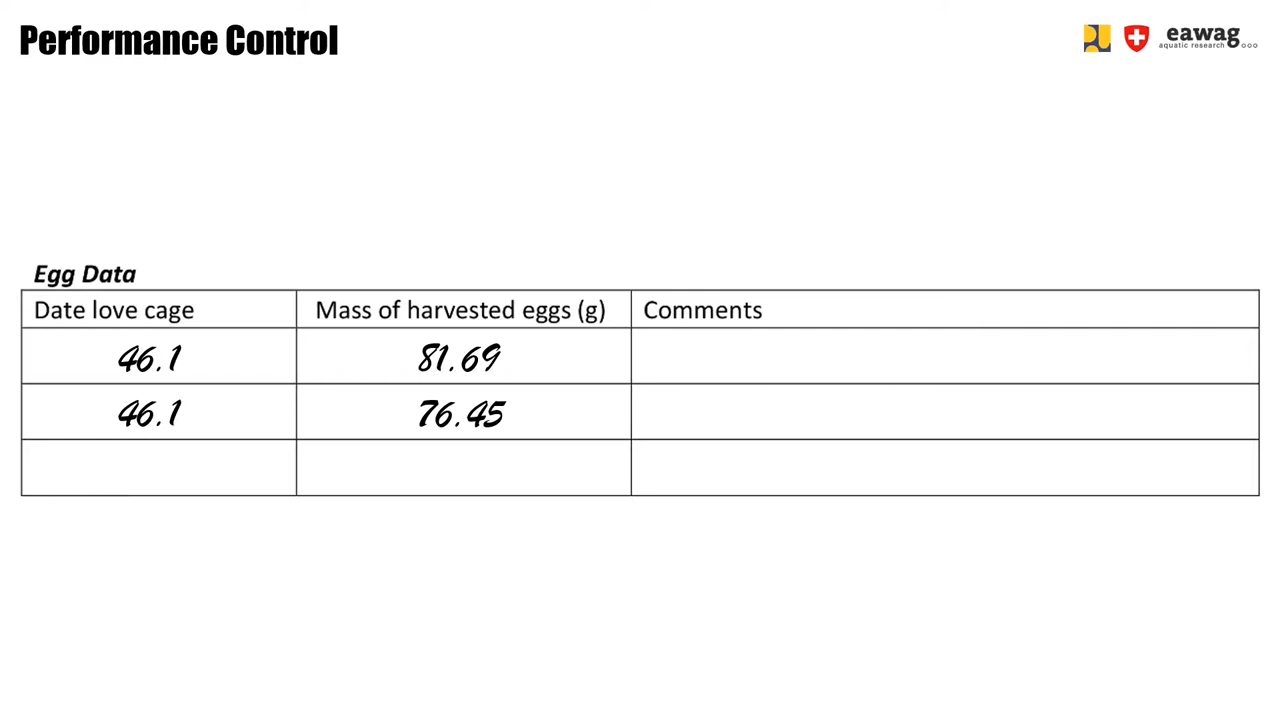 Performance Control
eawag
aquatic research
Egg Data
Date love cage Mass of harvested eggs (g) Comments
46.1 81.69
46.1 76.45